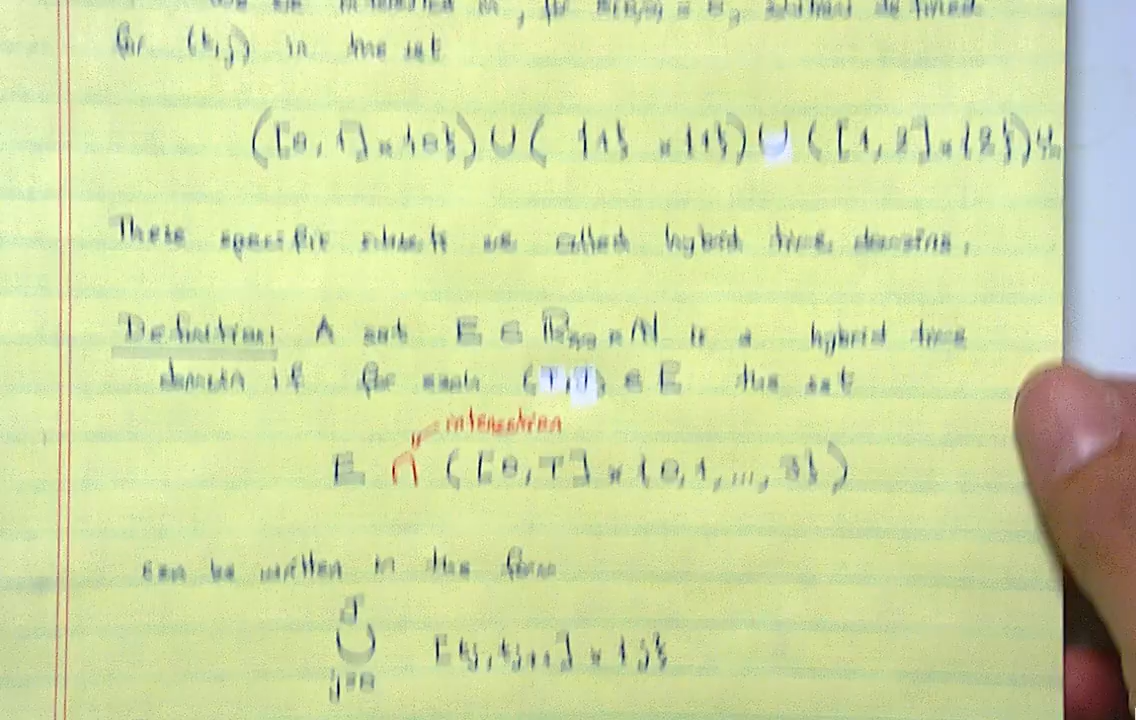 for (t,j) in the set
([0,1]×{0}) ∪ ( {1} ×{1}) ∪ ([1,2]×{2}) ∪
These specific subsets are called hybrid time domains.
Definition: A set E ⊂ ℝ≥0 × ℕ is a hybrid time
domain if for each (T,J) ∈ E the set
intersection
E ∩ ([0,T] × {0,1,...,J})
can be written in the form
J
∪ [tj,tj+1] × {j}
j=0